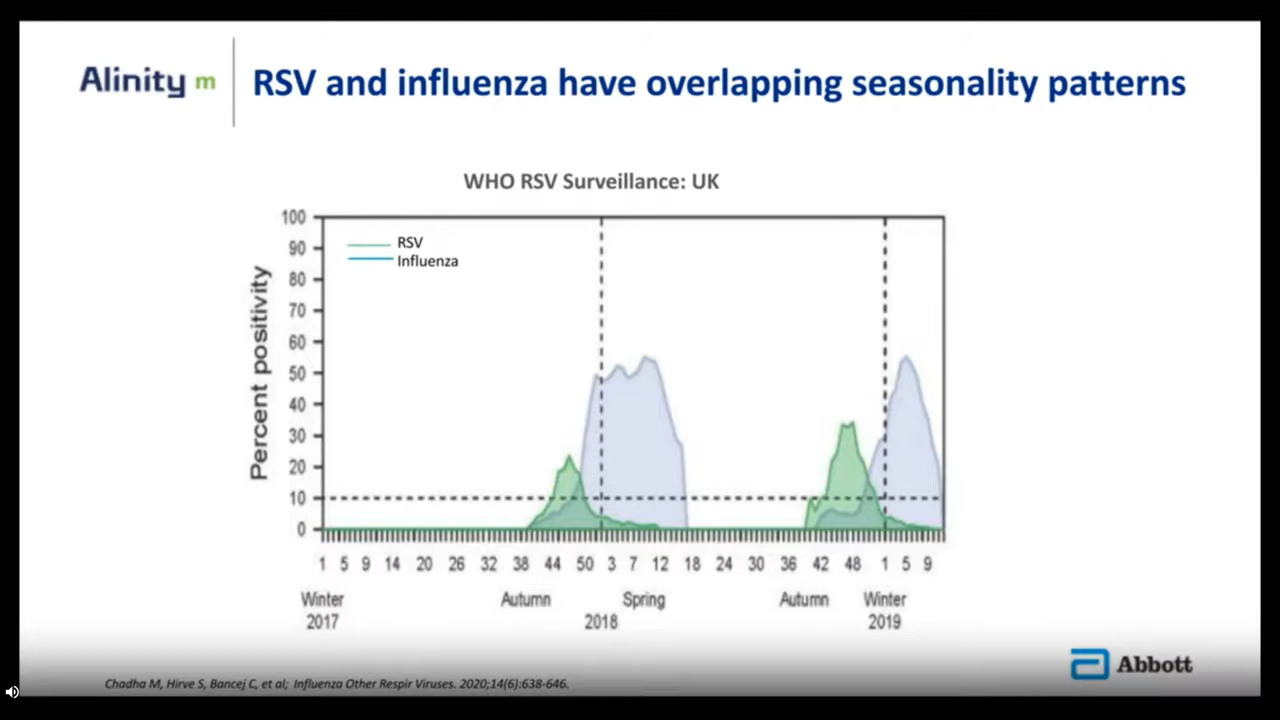 Alinity m
RSV and influenza have overlapping seasonality patterns
WHO RSV Surveillance: UK
RSV
Influenza
Percent positivity
100
90
80
70
60
50
40
30
20
10
0
1 5 9 14 20 26 32 38 44 50 3 7 12 18 24 30 36 42 48 1 5 9
Winter Autumn Spring Autumn Winter
2017 2018 2019
Abbott
Chadha M, Hirve S, Bancej C, et al; Influenza Other Respir Viruses. 2020;14(6):638-646.